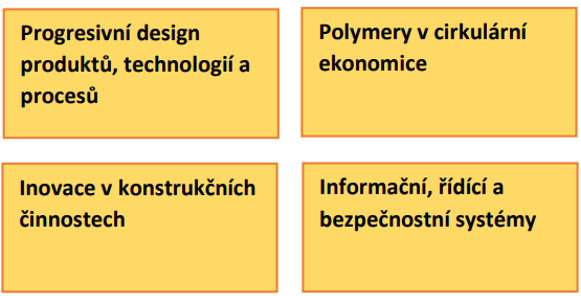 Progresivní design
produktů, technologií a
procesů
Polymery v cirkulární
ekonomice
Inovace v konstrukčních
činnostech
Informační, řídící a
bezpečnostní systémy